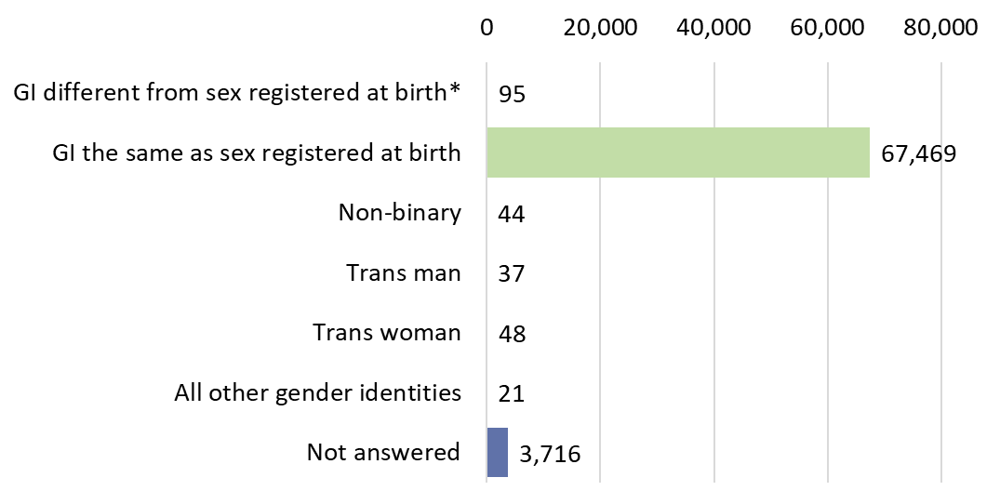 0 20,000 40,000 60,000 80,000
GI different from sex registered at birth* 95
GI the same as sex registered at birth 67,469
Non-binary 44
Trans man 37
Trans woman 48
All other gender identities 21
Not answered 3,716